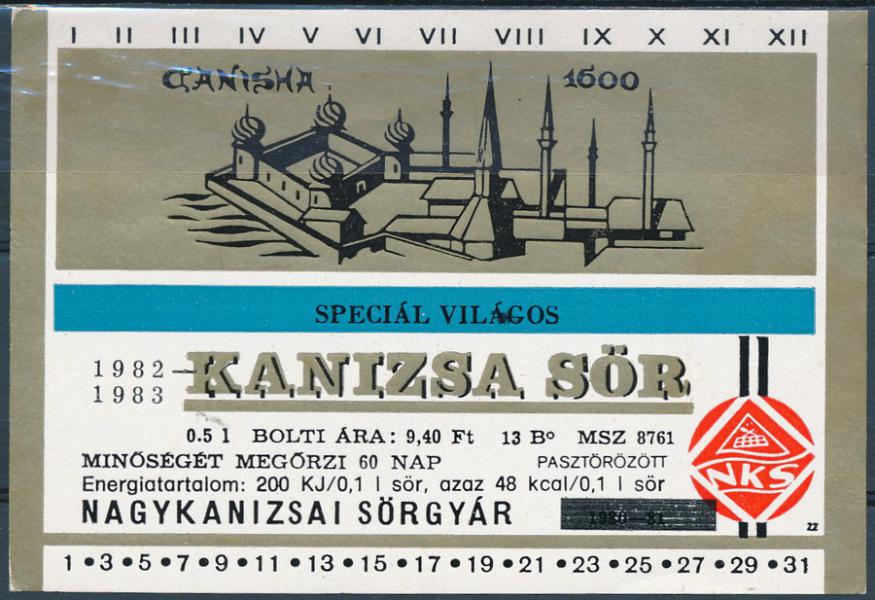 I II III IV V VI VII VIII IX X XI XII
CANISHA 1600
SPECIÁL VILÁGOS
1982—
1983
KANIZSA SÖR
0.5 l BOLTI ÁRA: 9,40 Ft 13 B° MSZ 8761
MINŐSÉGÉT MEGŐRZI 60 NAP PASZTÖRÖZÖTT
Energiatartalom: 200 KJ/0,1 l sör, azaz 48 kcal/0,1 l sör
NAGYKANIZSAI SÖRGYÁR 1980—81
NKS
22
1 • 3 • 5 • 7 • 9 • 11 • 13 • 15 • 17 • 19 • 21 • 23 • 25 • 27 • 29 • 31